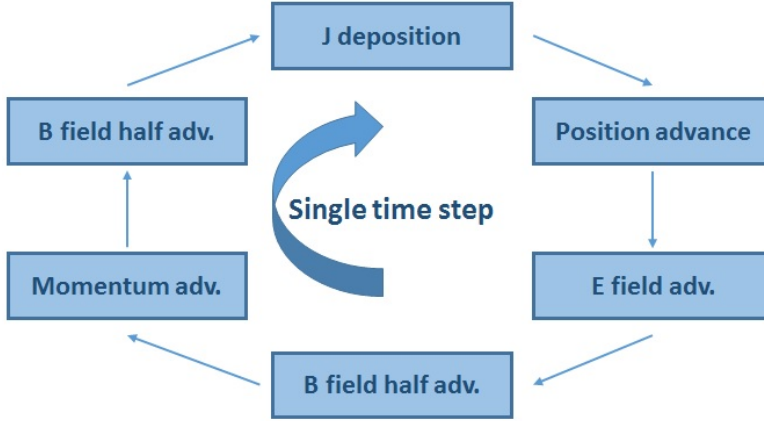 J deposition
B field half adv.
Position advance
Single time step
Momentum adv.
E field adv.
B field half adv.